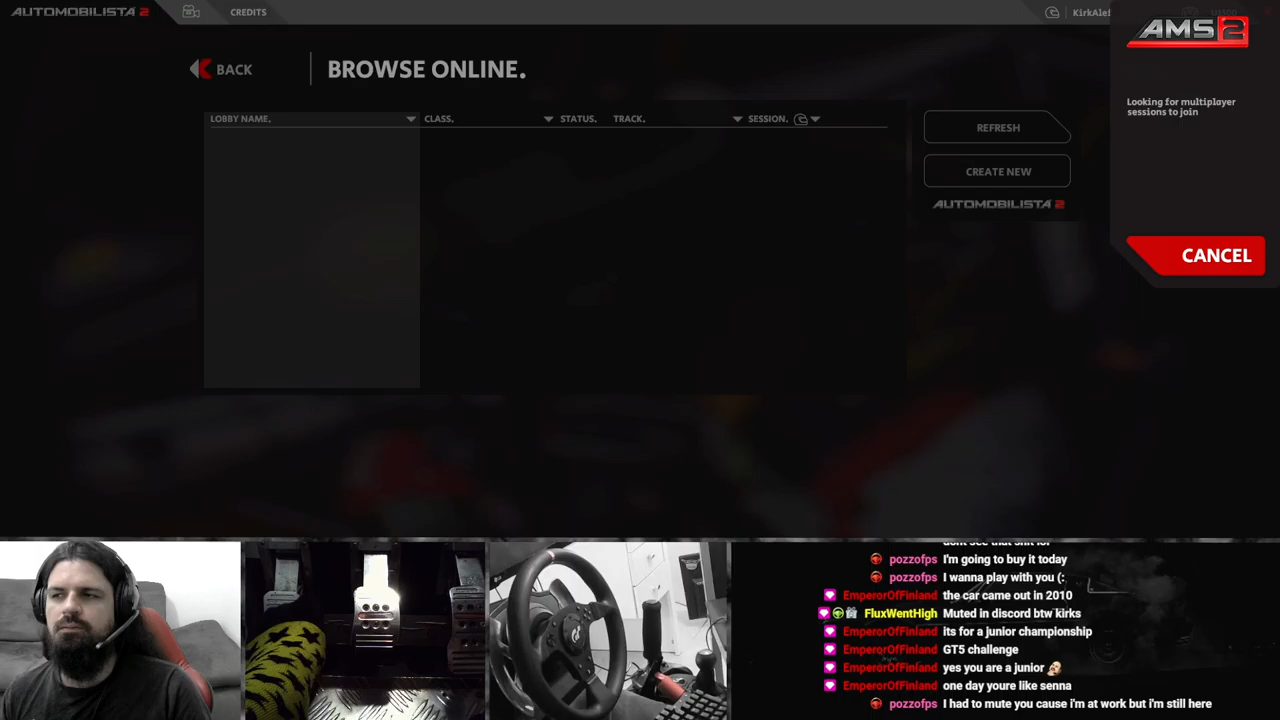 AUTOMOBILISTA 2
CREDITS
KirkAlef
BACK
BROWSE ONLINE.
AMS 2
Looking for multiplayer
sessions to join
CANCEL
LOBBY NAME.
CLASS.
STATUS.
TRACK.
SESSION.
REFRESH
CREATE NEW
AUTOMOBILISTA 2
pozzofps I'm going to buy it today
pozzofps I wanna play with you (:
EmperorOfFinland the car came out in 2010
FluxWentHigh Muted in discord btw kirks
EmperorOfFinland its for a junior championship
EmperorOfFinland GT5 challenge
EmperorOfFinland yes you are a junior
EmperorOfFinland one day youre like senna
pozzofps I had to mute you cause i'm at work but i'm still here